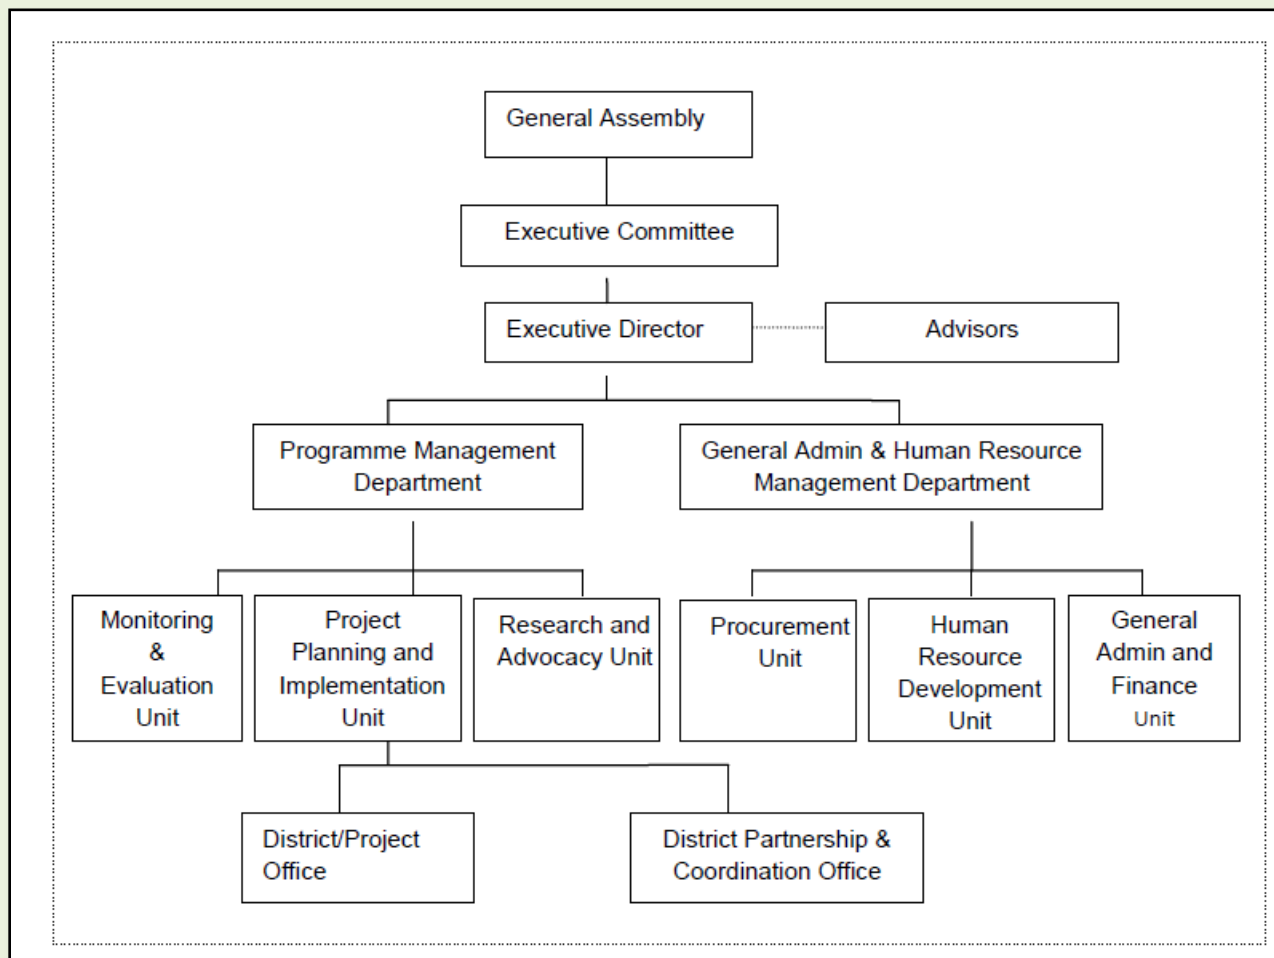 General Assembly
Executive Committee
Executive Director
Advisors
Programme Management
Department
General Admin & Human Resource
Management Department
Monitoring
&
Evaluation
Unit
Project
Planning and
Implementation
Unit
Research and
Advocacy Unit
Procurement
Unit
Human
Resource
Development
Unit
General
Admin and
Finance
Unit
District/Project
Office
District Partnership &
Coordination Office